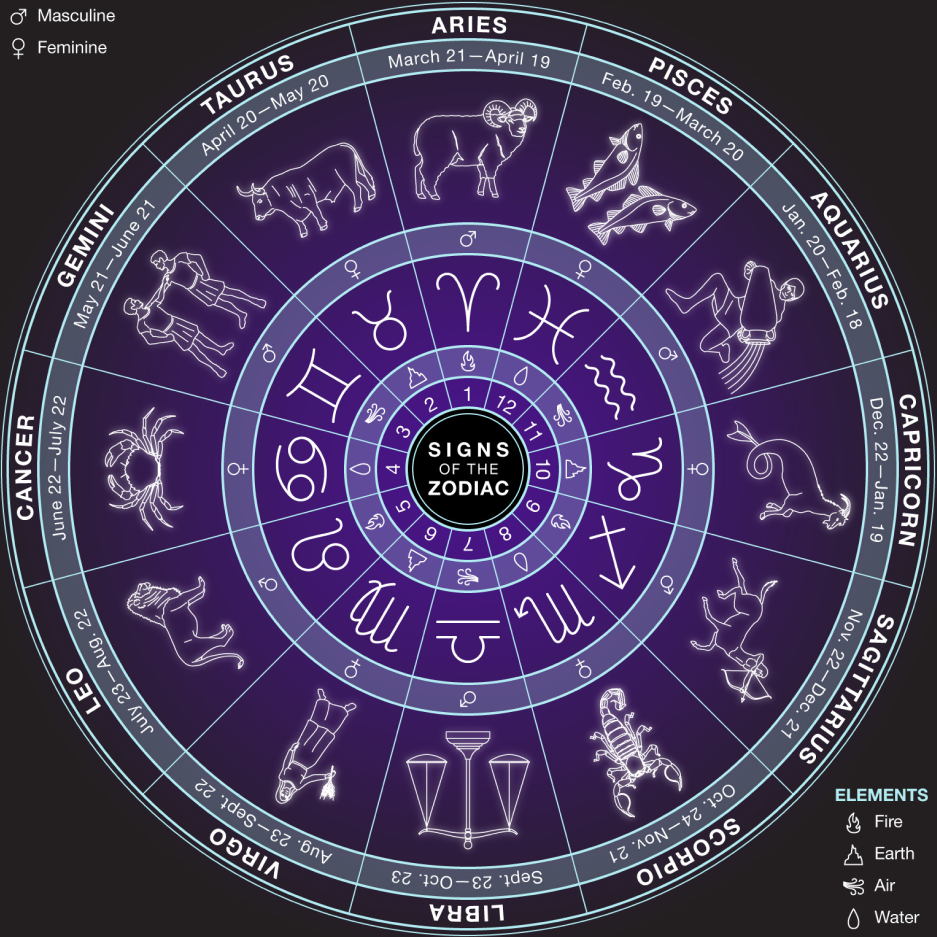 ♂ Masculine
♀ Feminine
ARIES
March 21—April 19
PISCES
Feb. 19—March 20
AQUARIUS
Jan. 20—Feb. 18
CAPRICORN
Dec. 22—Jan. 19
SAGITTARIUS
Nov. 22—Dec. 21
SCORPIO
Oct. 24—Nov. 21
LIBRA
Sept. 23—Oct. 23
VIRGO
Aug. 23—Sept. 22
LEO
July 23—Aug. 22
CANCER
June 22—July 22
GEMINI
May 21—June 21
TAURUS
April 20—May 20
♂
♀
♂
♀
♂
♀
♂
♀
♂
♀
♂
♀
♈
♓
♒
♑
♐
♏
♎
♍
♌
♋
♊
♉
1
12
11
10
9
8
7
6
5
4
3
2
SIGNS
OF THE
ZODIAC
ELEMENTS
Fire
Earth
Air
Water